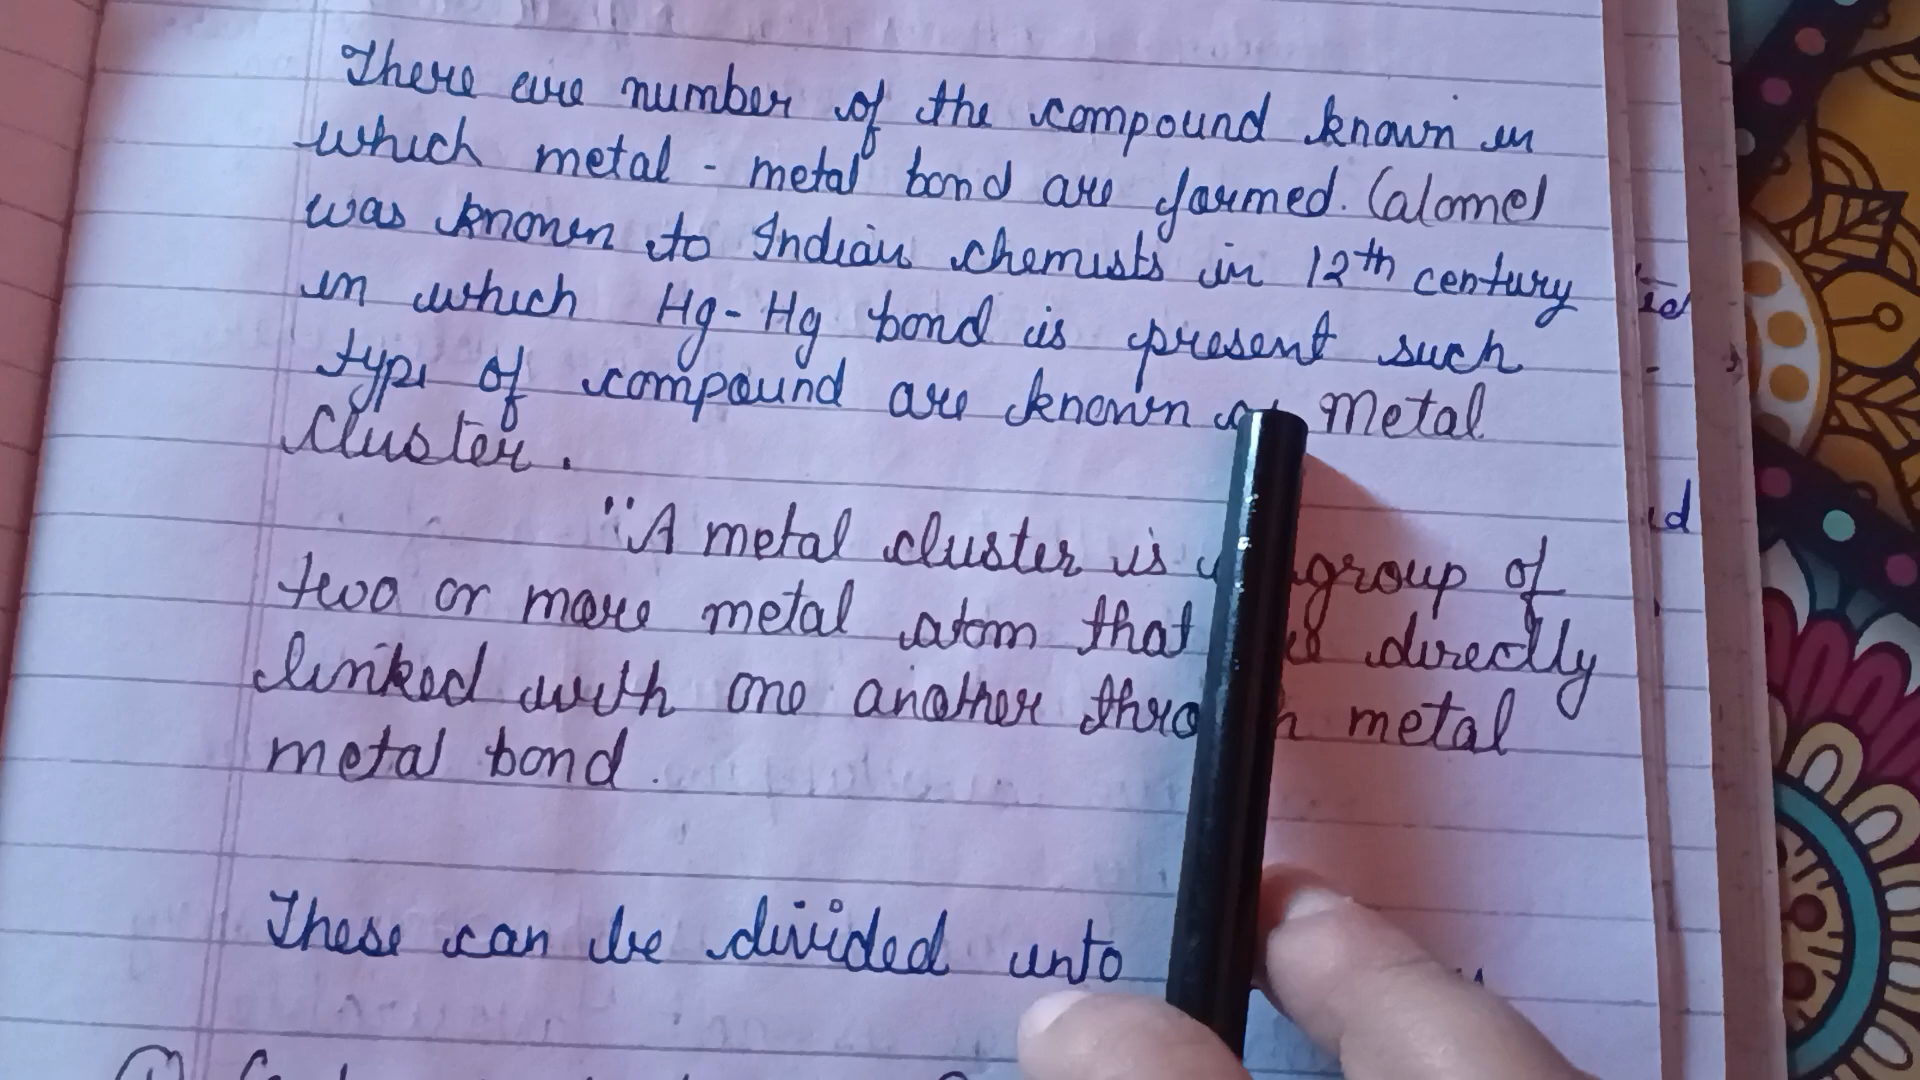 There are number of the compound known in
which metal - metal bond are formed. Calomel
was known to Indian chemists in 12th century
in which Hg-Hg bond is present such
type of compound are known as Metal
Cluster.
"A metal cluster is group of
two or more metal atom that directly
linked with one another metal
metal bond.
These can be divided into